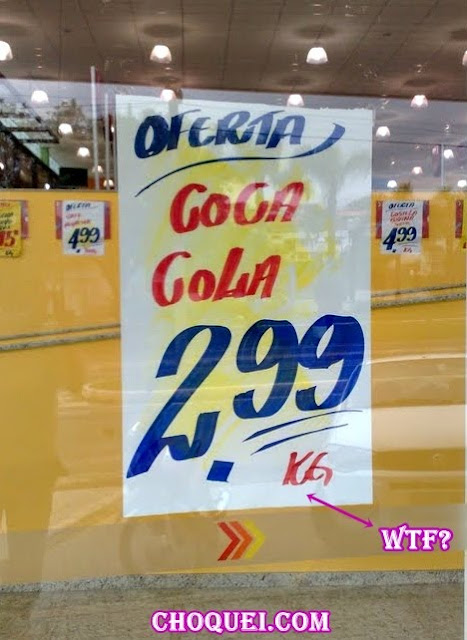 OFERTA
COCA
COLA
2,99
KG
4,99
OFERTA
4,99
WTF?
CHOQUEI.COM